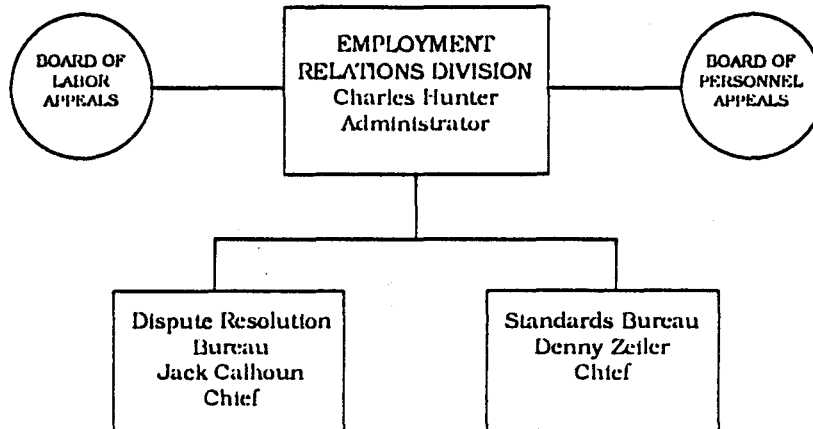 BOARD OF
LABOR
APPEALS
EMPLOYMENT
RELATIONS DIVISION
Charles Hunter
Administrator
BOARD OF
PERSONNEL
APPEALS
Dispute Resolution
Bureau
Jack Calhoun
Chief
Standards Bureau
Denny Zeiler
Chief